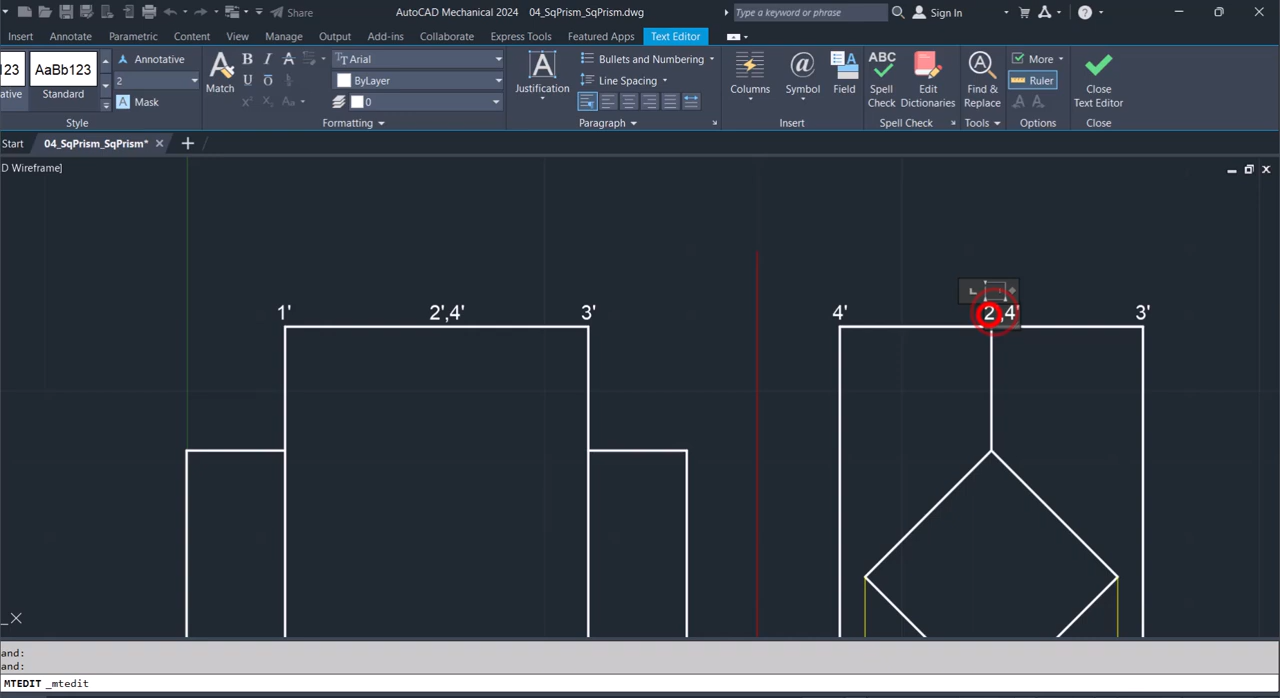 Share
AutoCAD Mechanical 2024 04_SqPrism_SqPrism.dwg
Type a keyword or phrase
Sign In
Insert Annotate Parametric Content View Manage Output Add-ins Collaborate Express Tools Featured Apps Text Editor
123 AaBb123
ative Standard
Annotative
2
Mask
Style
Match
Arial
ByLayer
0
Formatting
Justification
Bullets and Numbering
Line Spacing
Paragraph
Columns Symbol Field
Insert
Spell Check
Edit Dictionaries
Spell Check
Find & Replace
Tools
More
Ruler
Options
Close Text Editor
Close
Start 04_SqPrism_SqPrism*
D Wireframe]
1' 2',4' 3' 4' 2',4' 3'
X
and:
and:
MTEDIT _mtedit